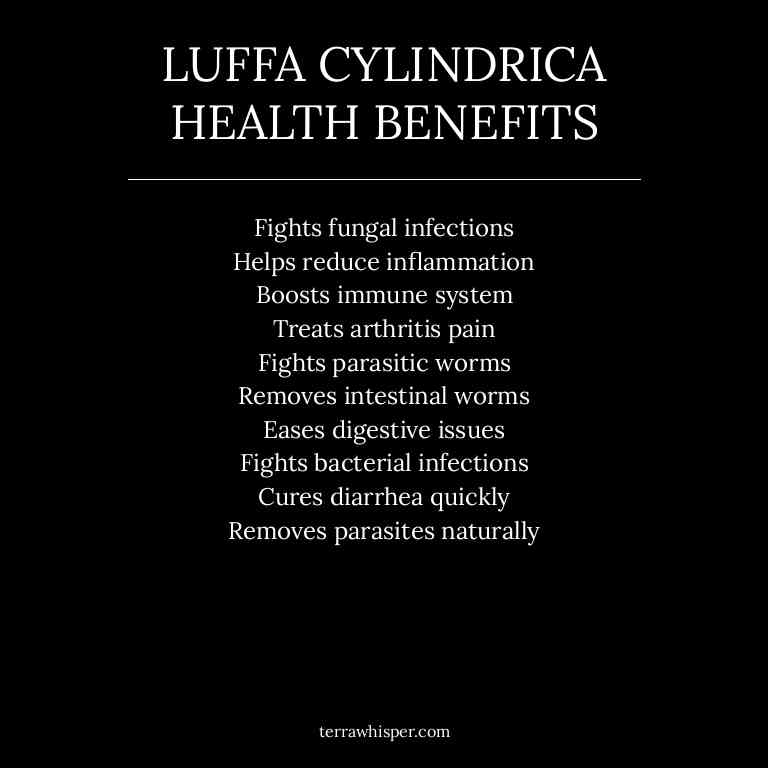 LUFFA CYLINDRICA
HEALTH BENEFITS
Fights fungal infections
Helps reduce inflammation
Boosts immune system
Treats arthritis pain
Fights parasitic worms
Removes intestinal worms
Eases digestive issues
Fights bacterial infections
Cures diarrhea quickly
Removes parasites naturally
terrawhisper.com